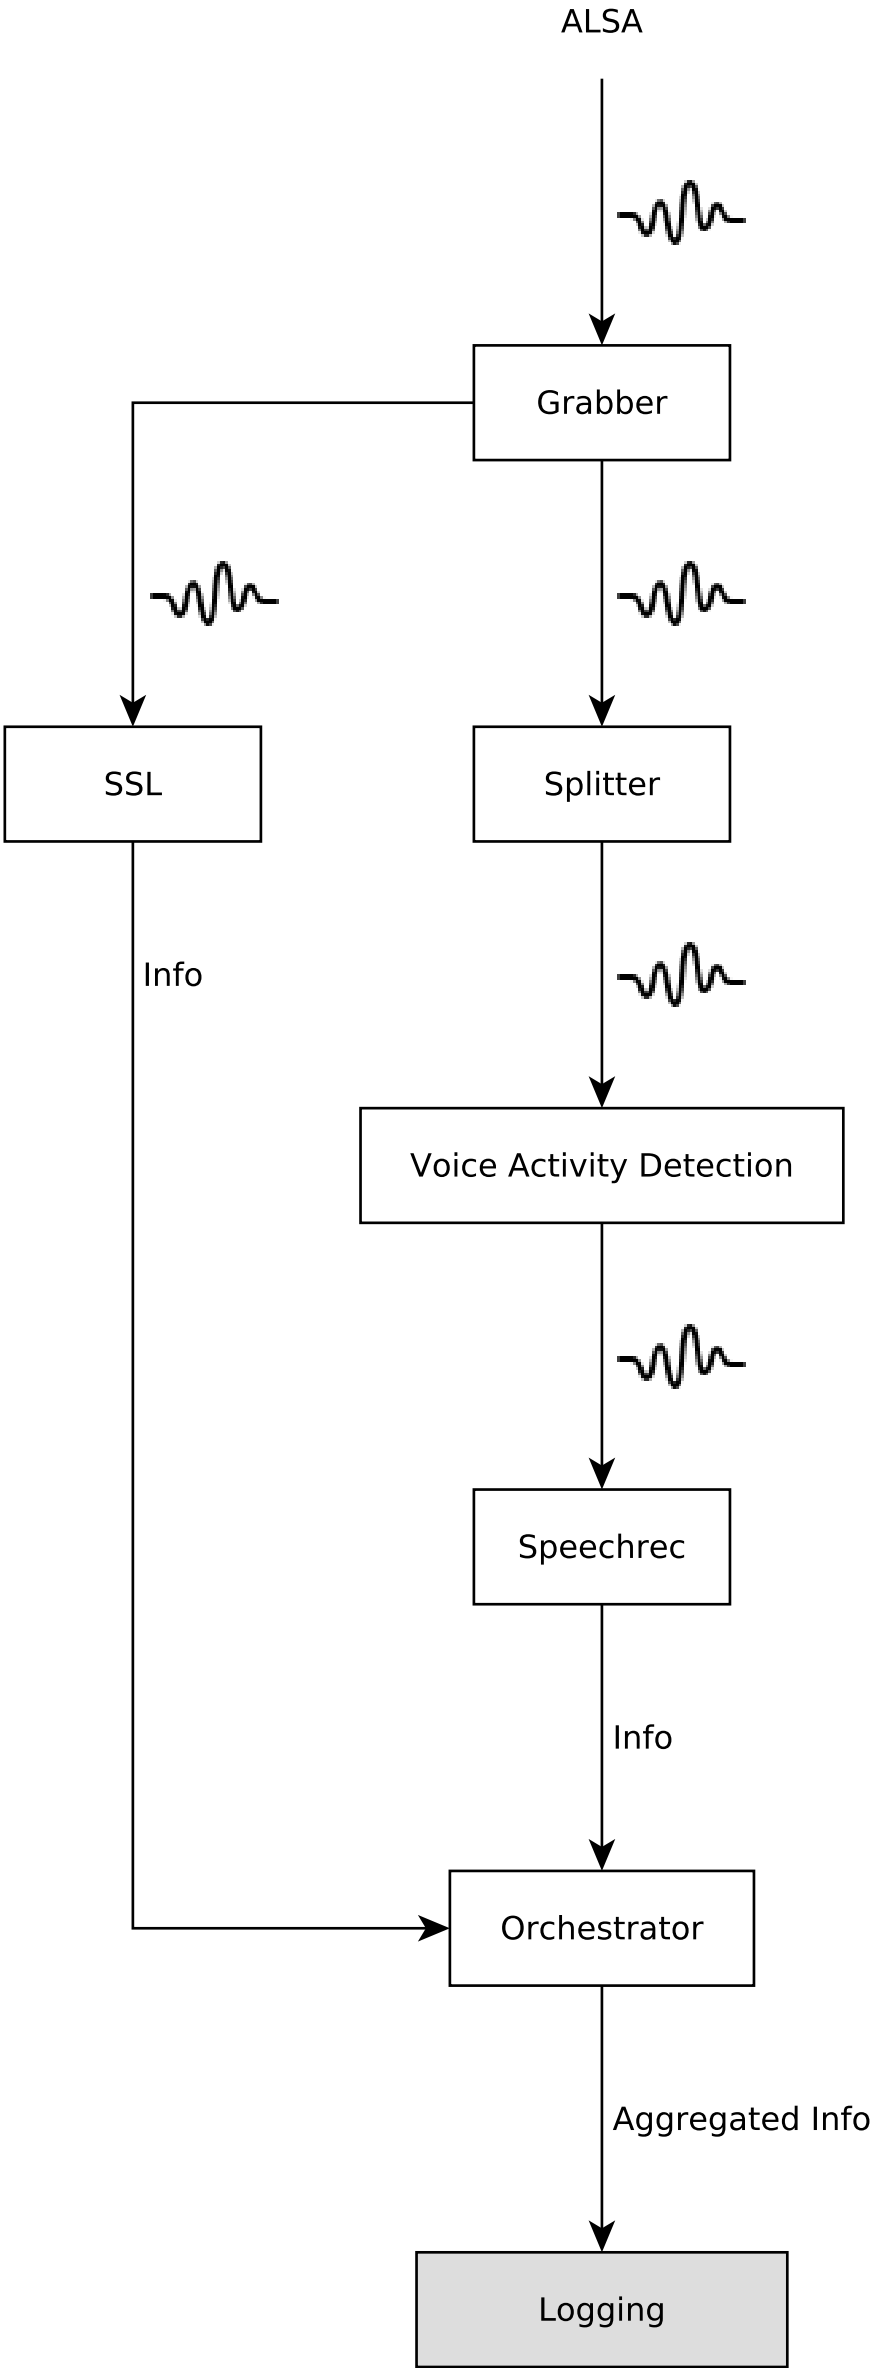 ALSA
Grabber
SSL
Splitter
Info
Voice Activity Detection
Speechrec
Info
Orchestrator
Aggregated Info
Logging